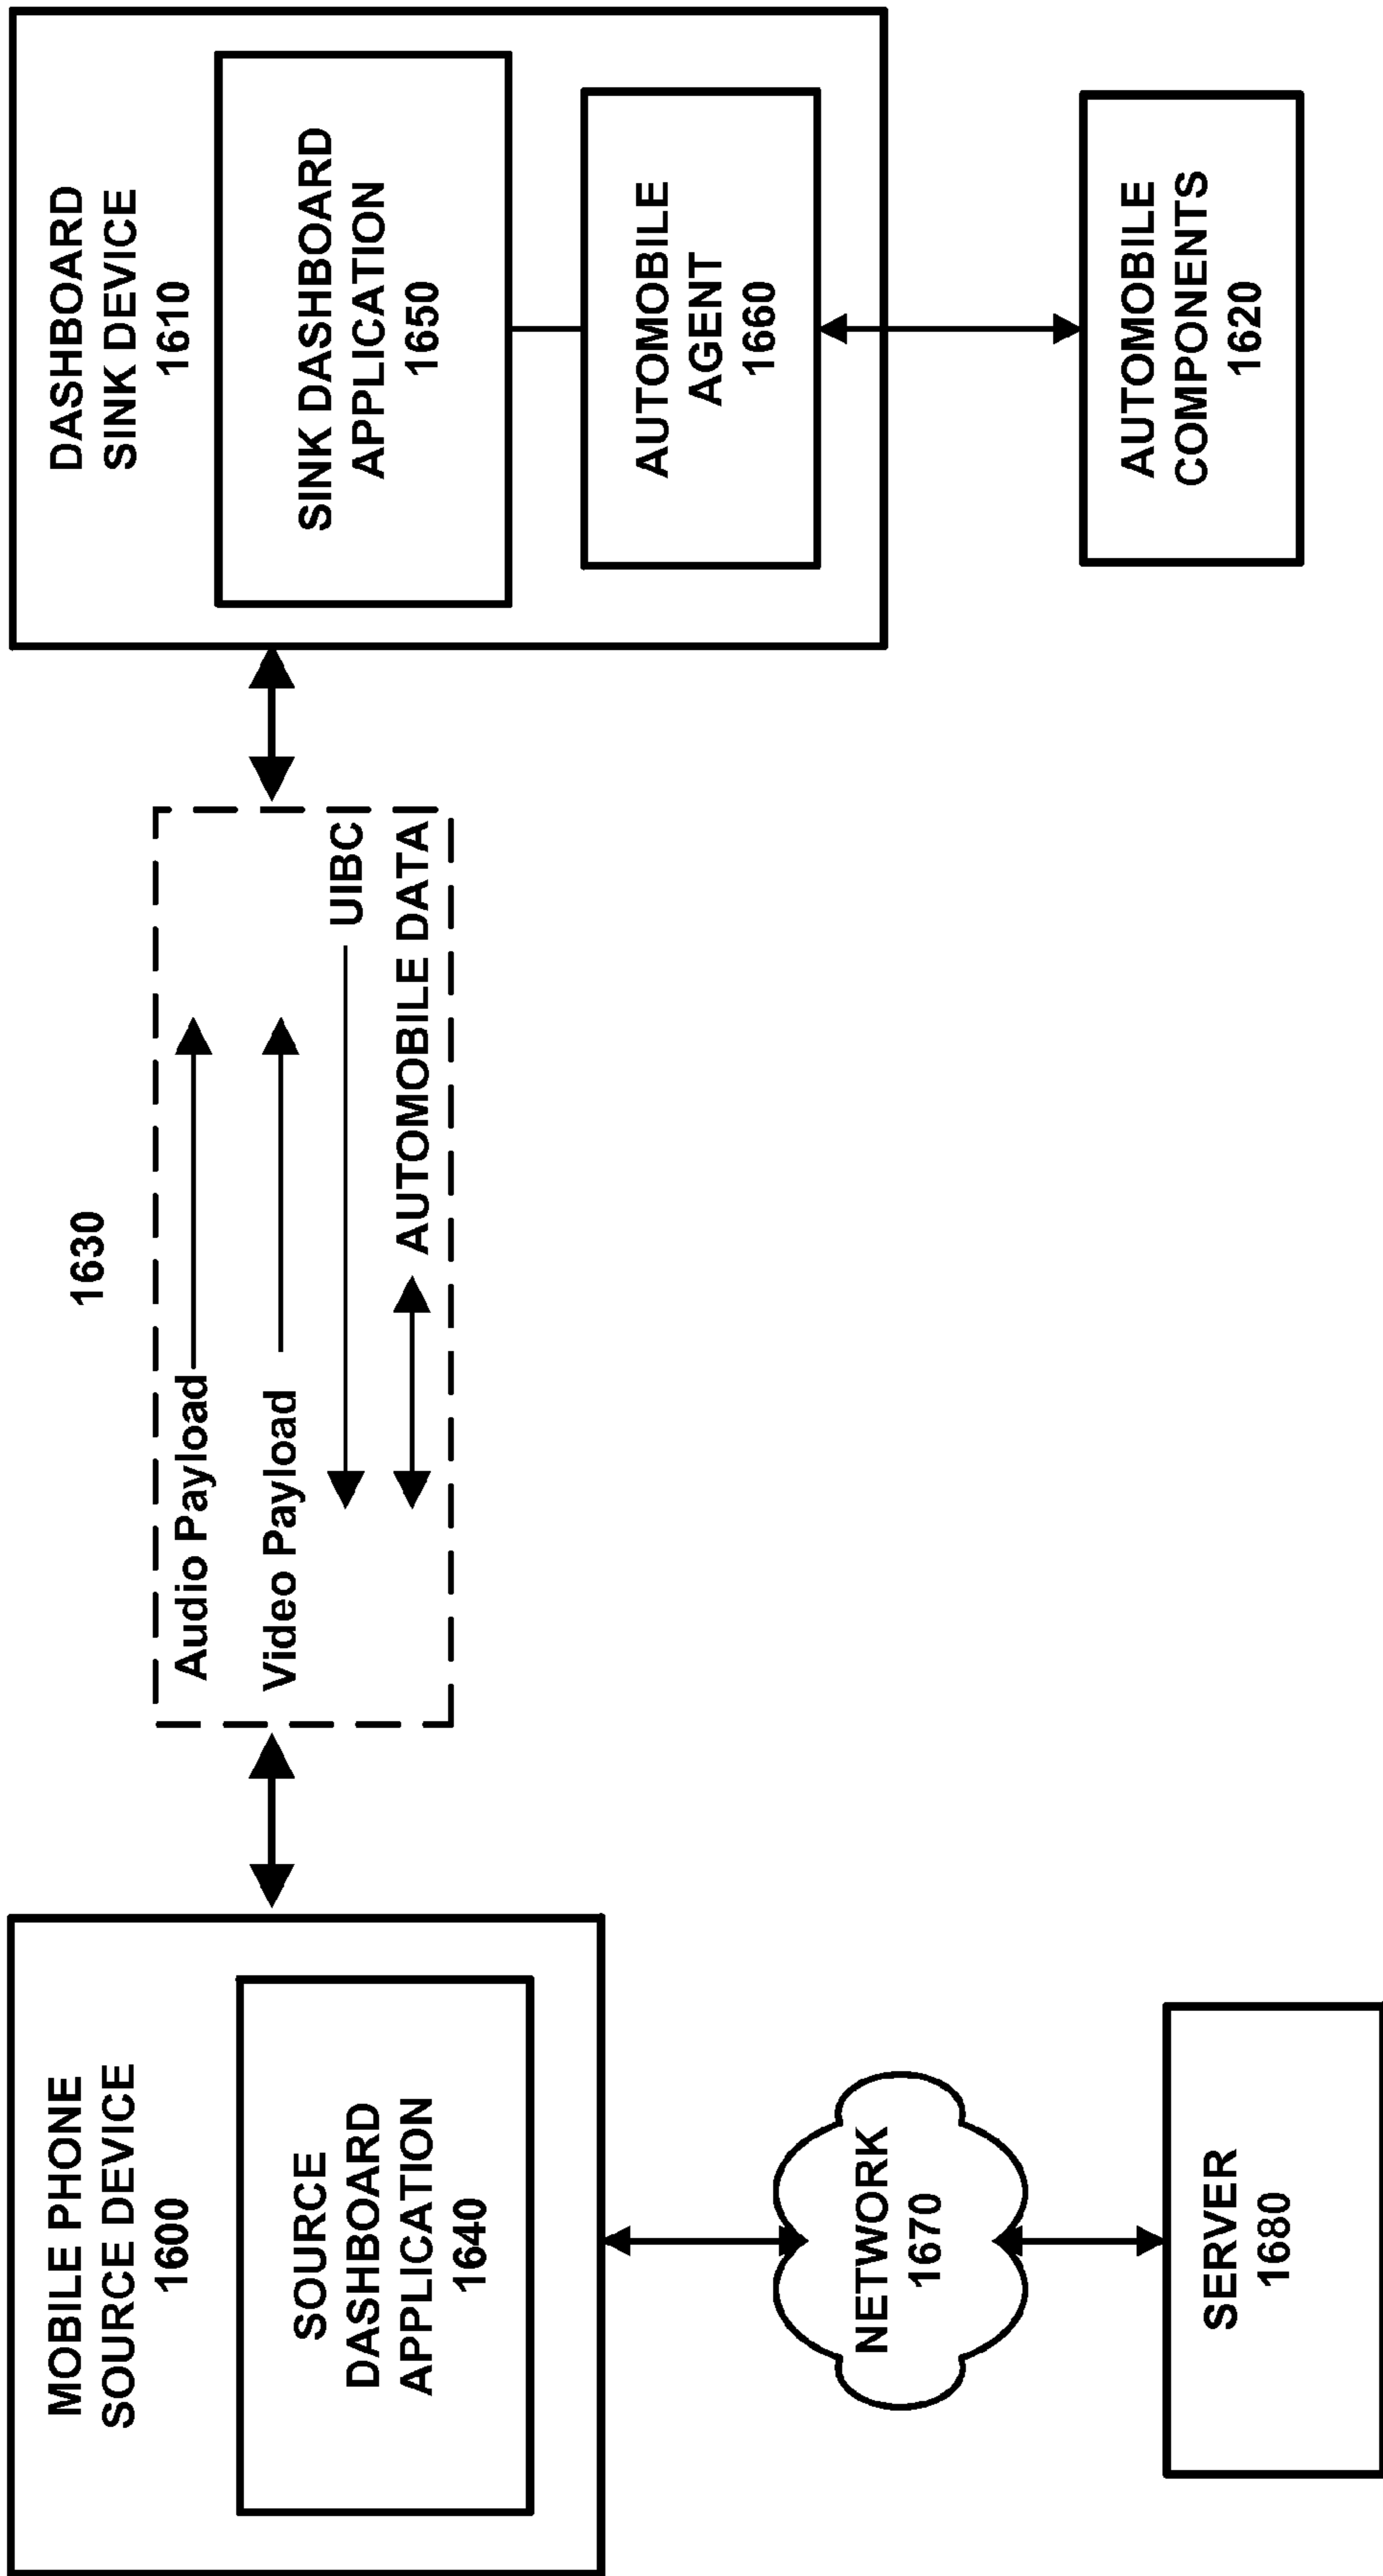 MOBILE PHONE
SOURCE DEVICE
1600
SOURCE
DASHBOARD
APPLICATION
1640
NETWORK
1670
SERVER
1680
1630
Audio Payload
Video Payload
UIBC
AUTOMOBILE DATA
DASHBOARD
SINK DEVICE
1610
SINK DASHBOARD
APPLICATION
1650
AUTOMOBILE
AGENT
1660
AUTOMOBILE
COMPONENTS
1620